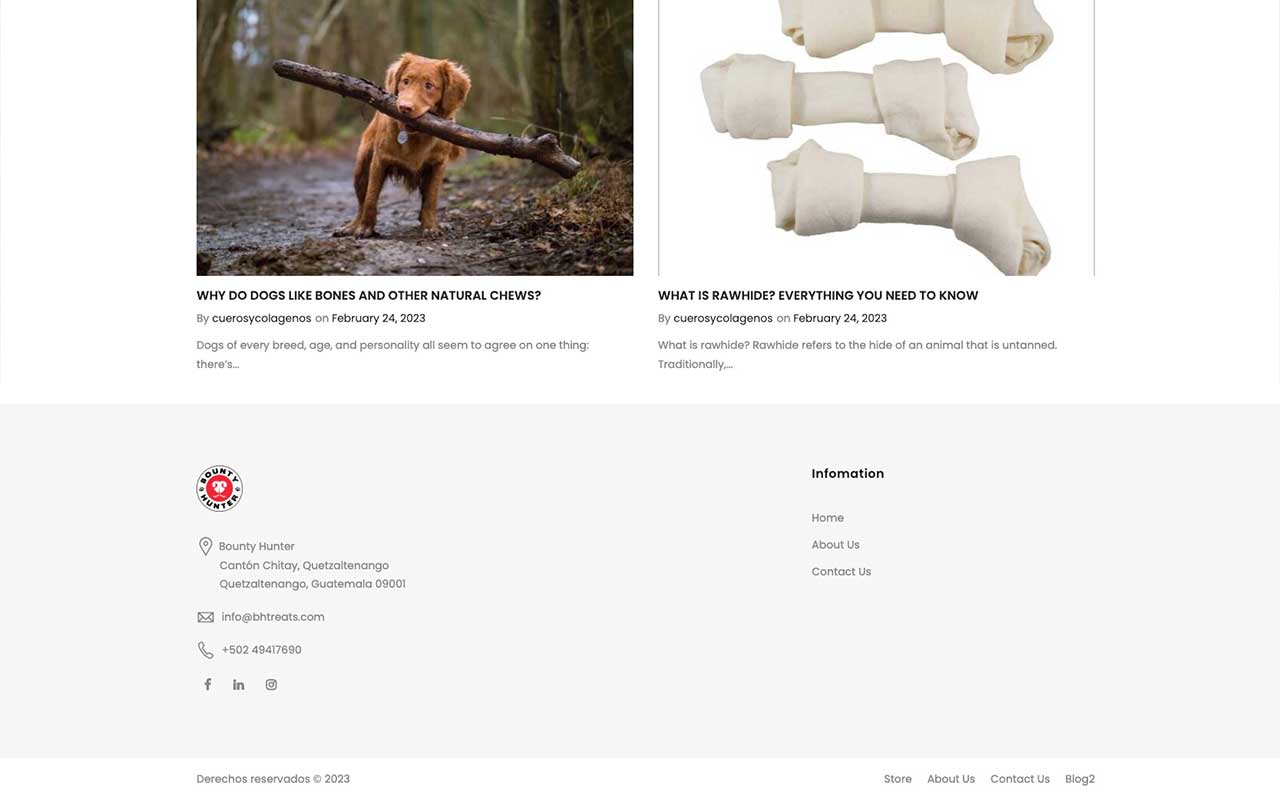 WHY DO DOGS LIKE BONES AND OTHER NATURAL CHEWS?
By cuerosycolagenos on February 24, 2023
Dogs of every breed, age, and personality all seem to agree on one thing:
there’s…
WHAT IS RAWHIDE? EVERYTHING YOU NEED TO KNOW
By cuerosycolagenos on February 24, 2023
What is rawhide? Rawhide refers to the hide of an animal that is untanned.
Traditionally,…
BOUNTY
HUNTER
Bounty Hunter
Cantón Chitay, Quetzaltenango
Quetzaltenango, Guatemala 09001
info@bhtreats.com
+502 49417690
Infomation
Home
About Us
Contact Us
Derechos reservados © 2023
Store About Us Contact Us Blog2